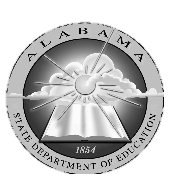 ALABAMA
1854
STATE DEPARTMENT OF EDUCATION